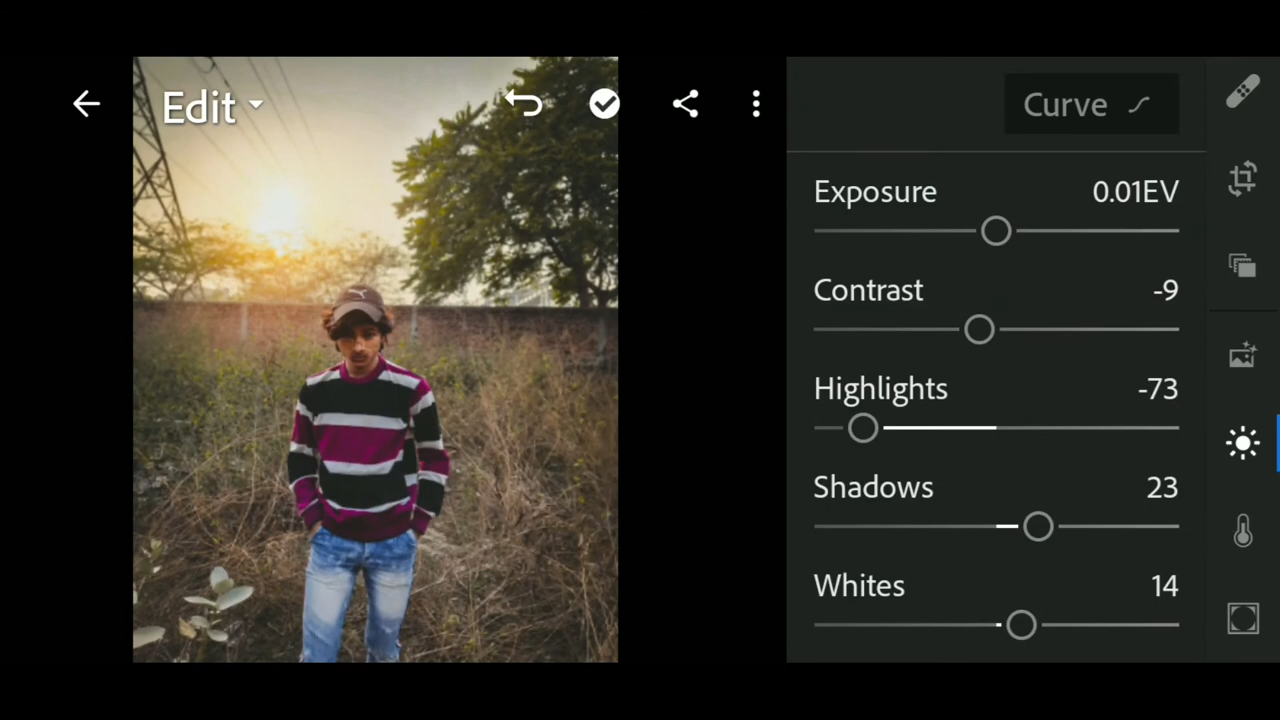 Edit
Curve
Exposure 0.01EV
Contrast -9
Highlights -73
Shadows 23
Whites 14